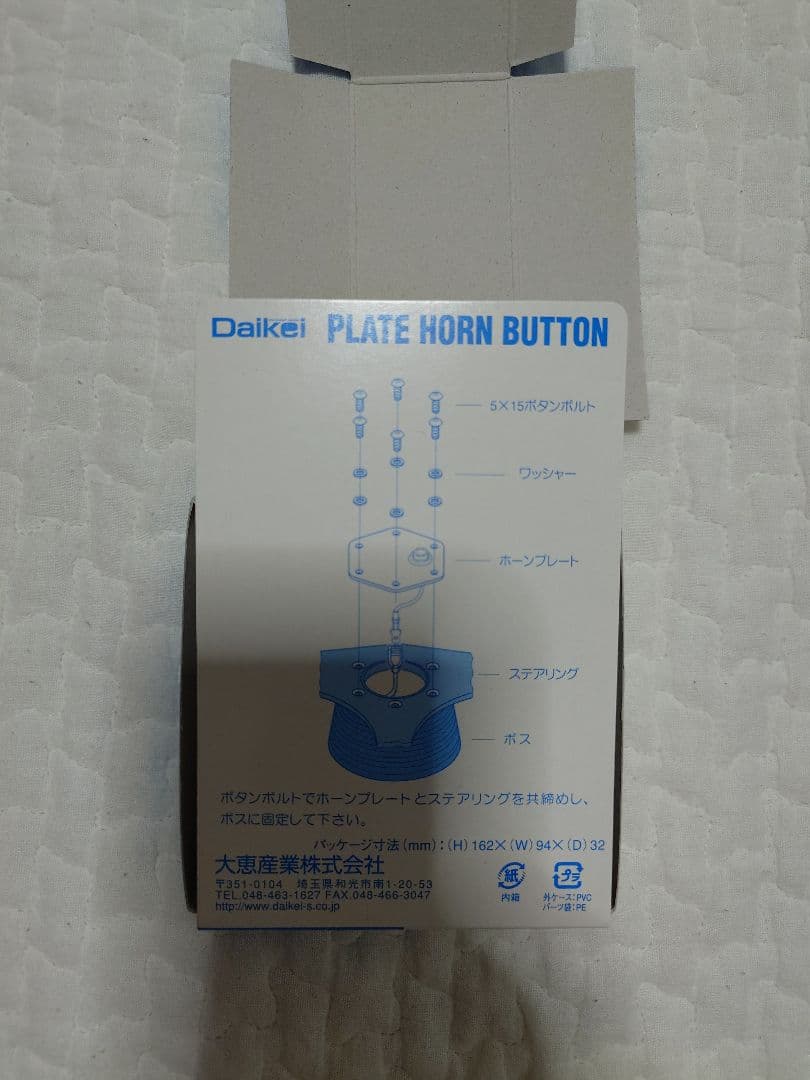 Daikei PLATE HORN BUTTON
5×15ボタンボルト
ワッシャー
ホーンプレート
ステアリング
ボス
ボタンボルトでホーンプレートとステアリングを共締めし、
ボスに固定して下さい。
パッケージ寸法(mm):(H)162×(W)94×(D)32
大恵産業株式会社
〒351-0104 埼玉県和光市南1-20-53
TEL.048-463-1627 FAX.048-466-3047
http://www.daikei-s.co.jp
紙
内箱
プラ
外ケース:PVC
パーツ袋:PE